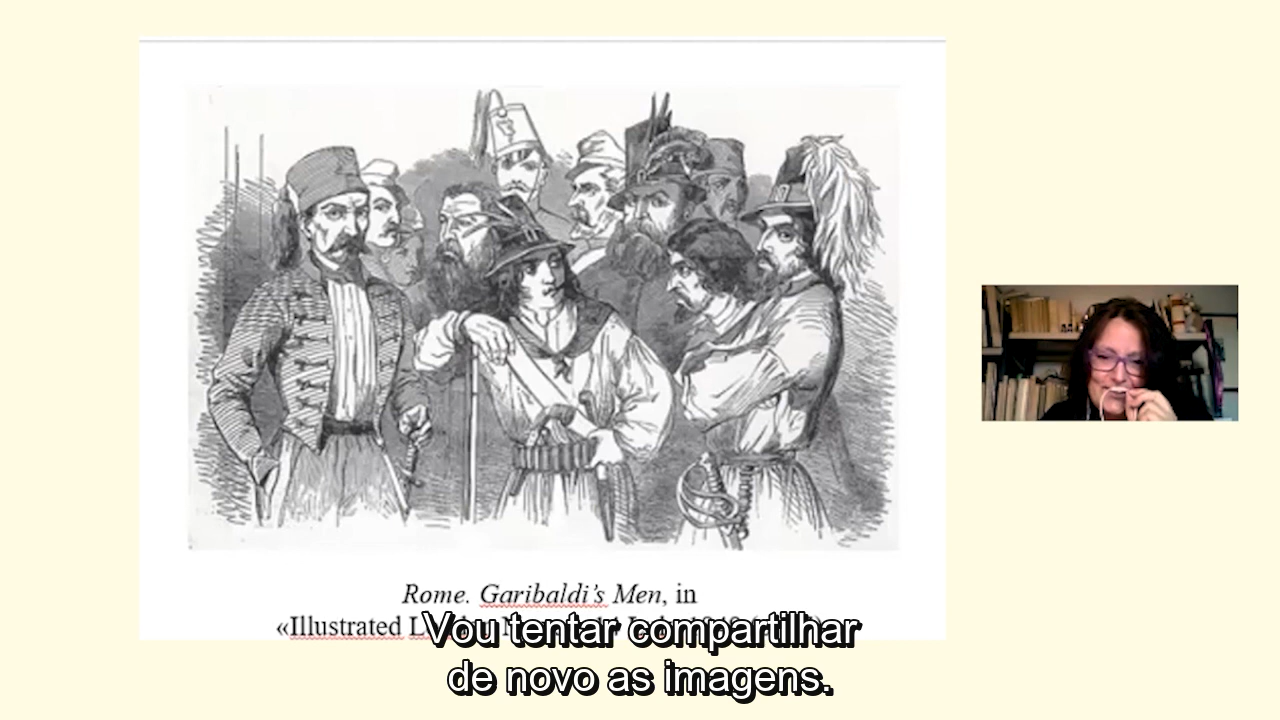 Rome. Garibaldi's Men, in
«Illustrated
Vou tentar compartilhar
de novo as imagens.